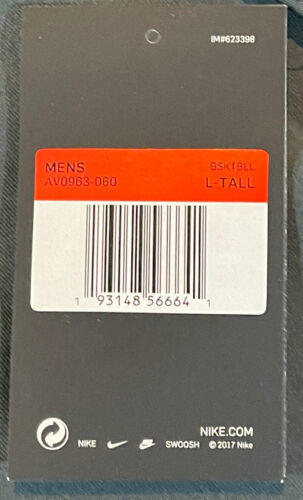 IM#623398
MENS BSKTBLL
AV0963-060 L-TALL
1 93148 56664 1
NIKE.COM
NIKE SWOOSH © 2017 Nike